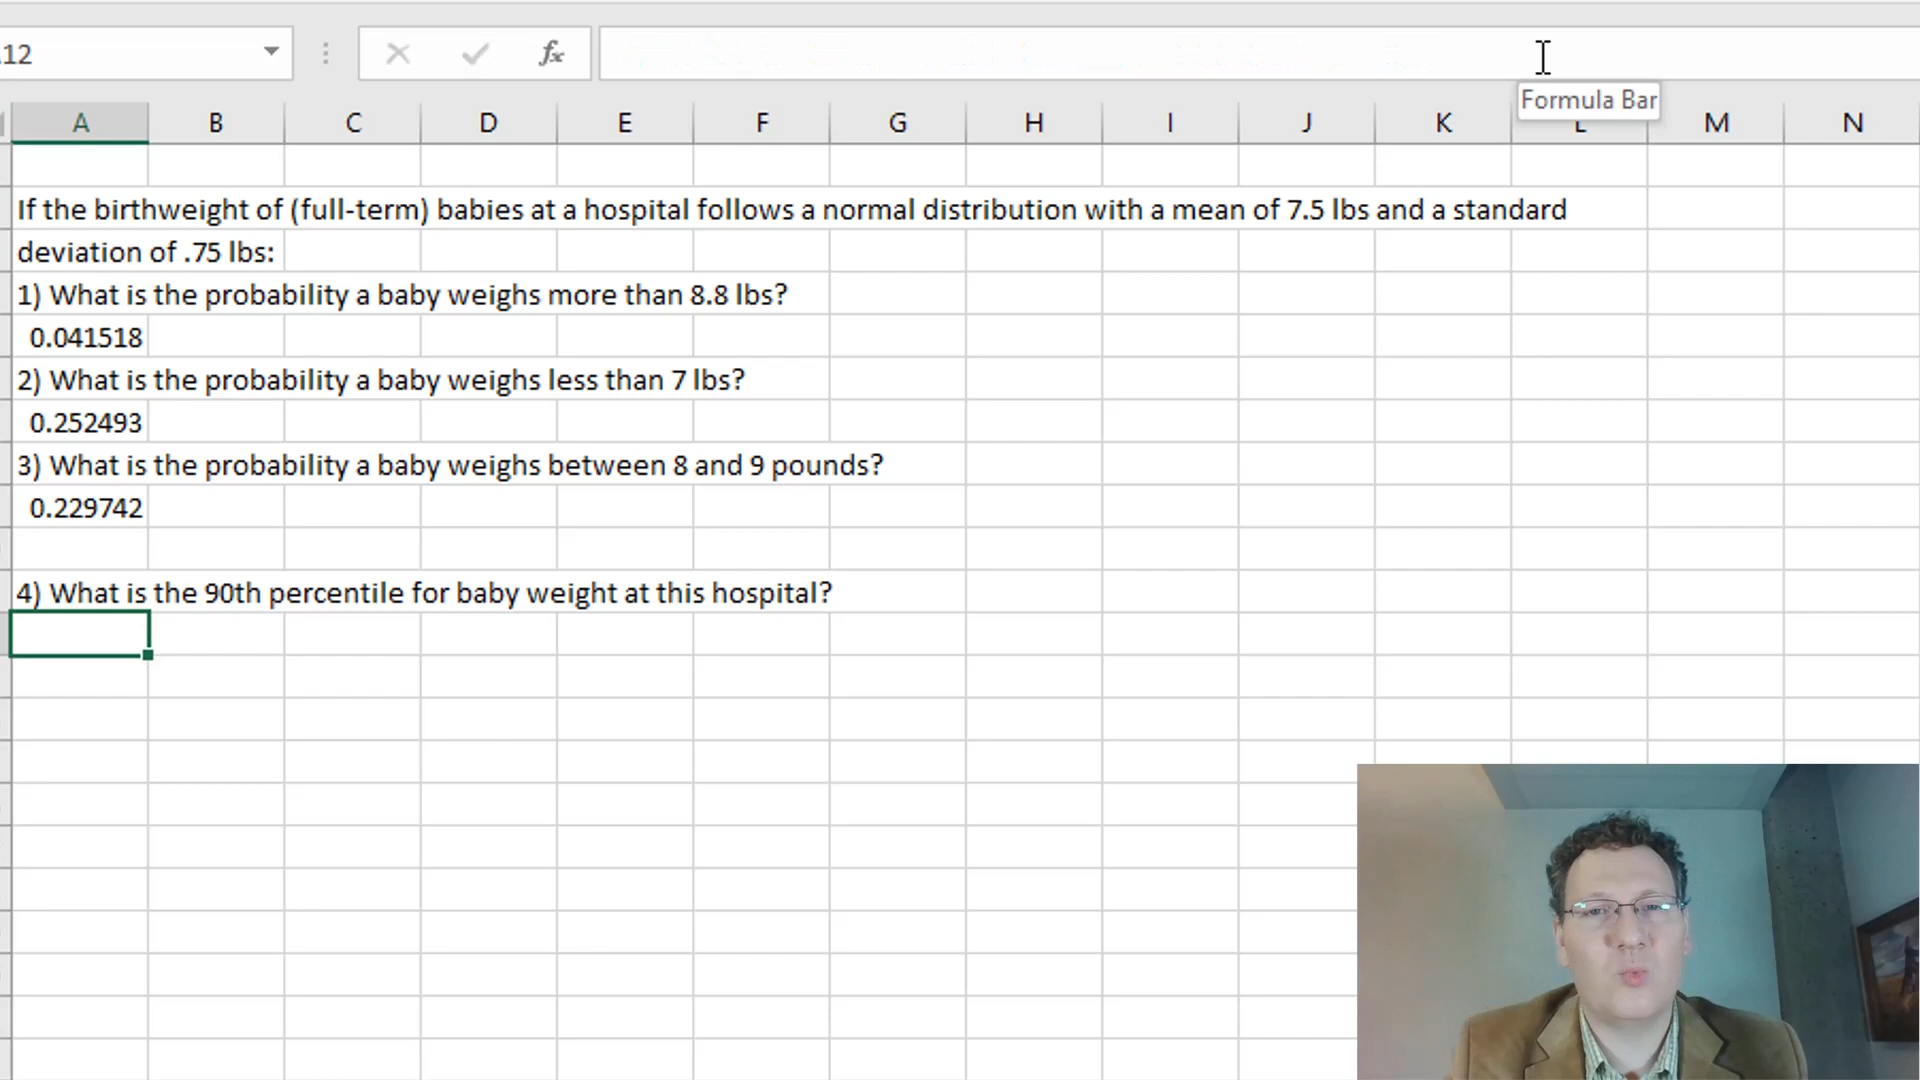 12
fx
Formula Bar
A B C D E F G H I J K L M N
If the birthweight of (full-term) babies at a hospital follows a normal distribution with a mean of 7.5 lbs and a standard
deviation of .75 lbs:
1) What is the probability a baby weighs more than 8.8 lbs?
0.041518
2) What is the probability a baby weighs less than 7 lbs?
0.252493
3) What is the probability a baby weighs between 8 and 9 pounds?
0.229742
4) What is the 90th percentile for baby weight at this hospital?